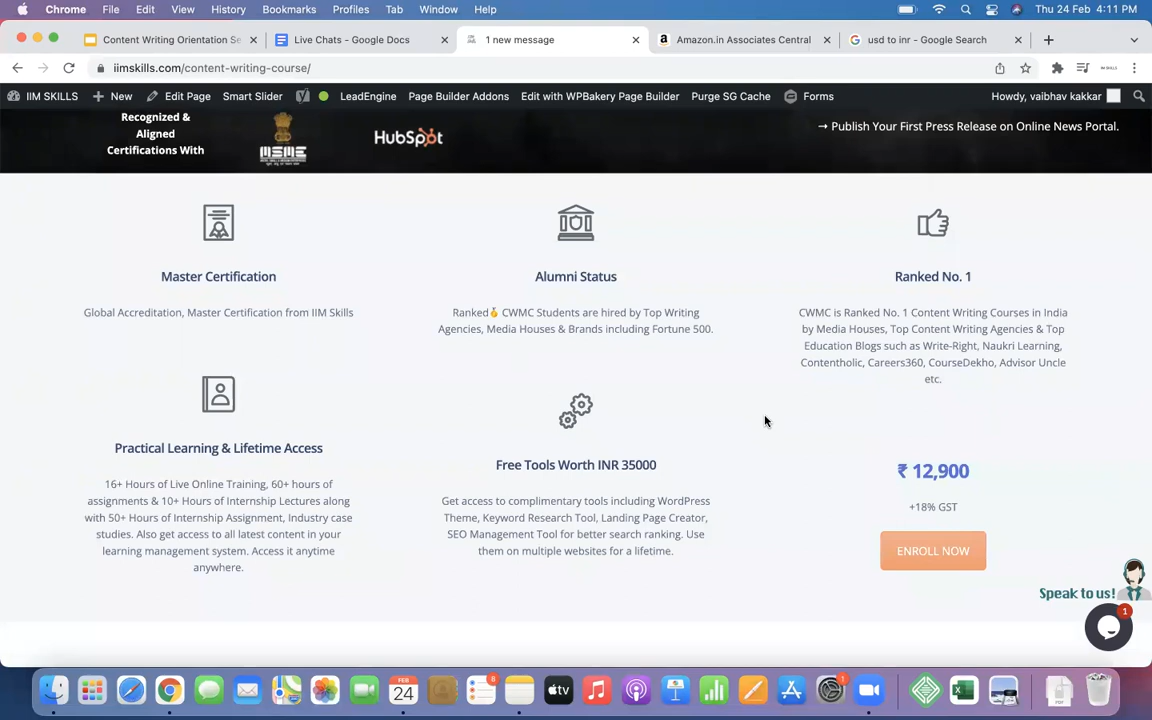 Chrome File Edit View History Bookmarks Profiles Tab Window Help Thu 24 Feb 4:11 PM
Content Writing Orientation Se Live Chats - Google Docs 1 new message Amazon.in Associates Central usd to inr - Google Search
iimskills.com/content-writing-course/
IIM SKILLS New Edit Page Smart Slider LeadEngine Page Builder Addons Edit with WPBakery Page Builder Purge SG Cache Forms Howdy, vaibhav kakkar
Recognized &
Aligned
Certifications With
MSME
HubSpot
→ Publish Your First Press Release on Online News Portal.
Master Certification
Global Accreditation, Master Certification from IIM Skills
Alumni Status
Ranked🥇 CWMC Students are hired by Top Writing
Agencies, Media Houses & Brands including Fortune 500.
Ranked No. 1
CWMC is Ranked No. 1 Content Writing Courses in India
by Media Houses, Top Content Writing Agencies & Top
Education Blogs such as Write-Right, Naukri Learning,
Contentholic, Careers360, CourseDekho, Advisor Uncle
etc.
Practical Learning & Lifetime Access
16+ Hours of Live Online Training, 60+ hours of
assignments & 10+ Hours of Internship Lectures along
with 50+ Hours of Internship Assignment, Industry case
studies. Also get access to all latest content in your
learning management system. Access it anytime
anywhere.
Free Tools Worth INR 35000
Get access to complimentary tools including WordPress
Theme, Keyword Research Tool, Landing Page Creator,
SEO Management Tool for better search ranking. Use
them on multiple websites for a lifetime.
₹ 12,900
+18% GST
ENROLL NOW
Speak to us!
1
FEB
24
8
tv
1